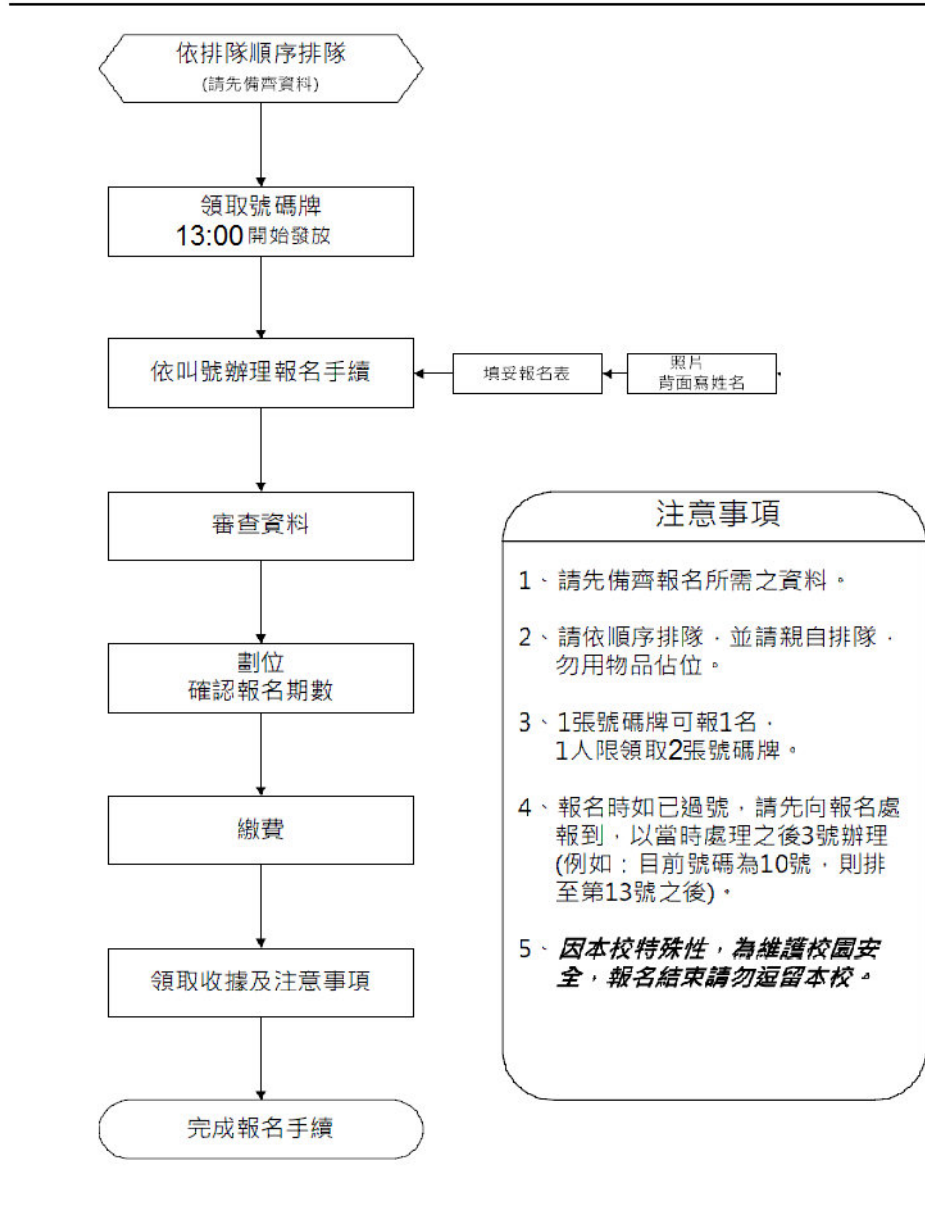 依排隊順序排隊
(請先備齊資料)
領取號碼牌
13:00開始發放
依叫號辦理報名手續
填妥報名表
照片
背面寫姓名
審查資料
劃位
確認報名期數
繳費
領取收據及注意事項
完成報名手續
注意事項
1、請先備齊報名所需之資料。
2、請依順序排隊，並請親自排隊，
勿用物品佔位。
3、1張號碼牌可報1名，
1人限領取2張號碼牌。
4、報名時如已過號，請先向報名處
報到，以當時處理之後3號辦理
(例如：目前號碼為10號，則排
至第13號之後)。
5、因本校特殊性，為維護校園安
全，報名結束請勿逗留本校。